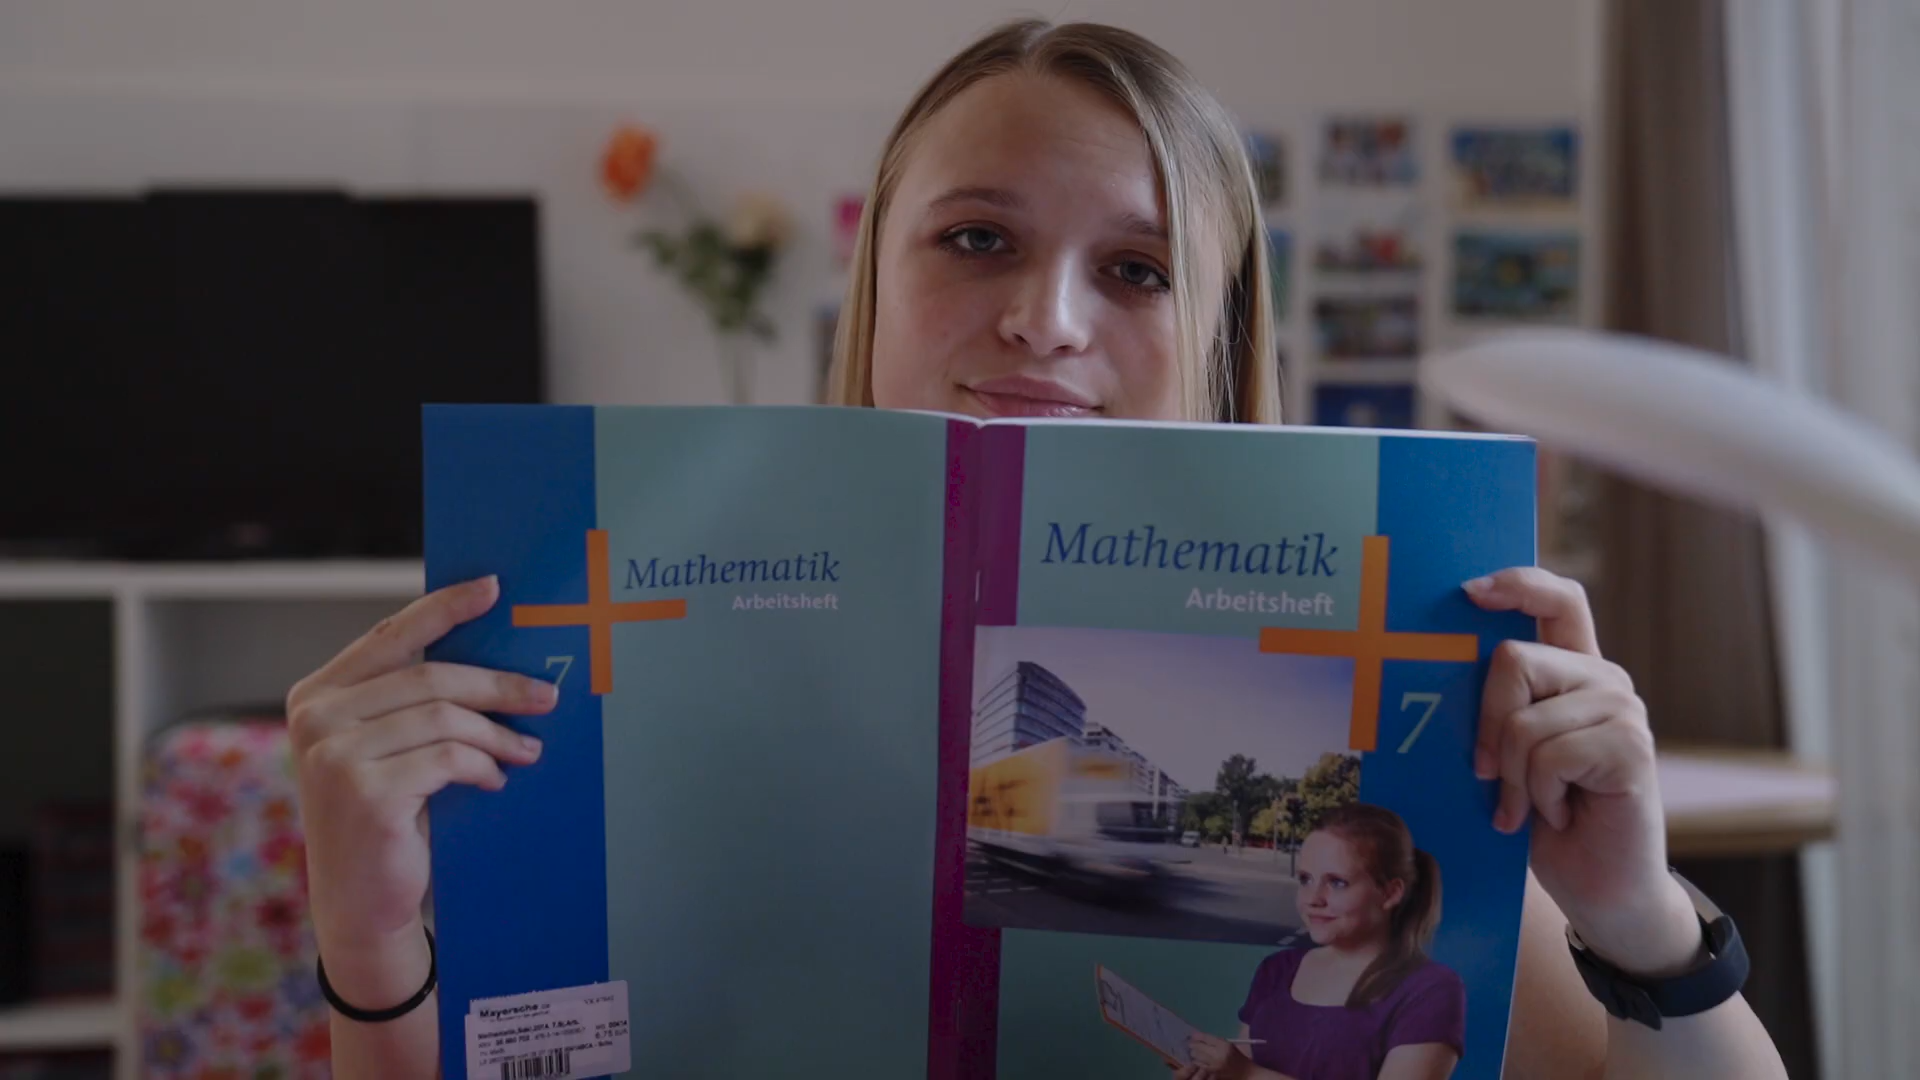 Mathematik
Arbeitsheft
7
Mathematik
Arbeitsheft
7
Mayersche